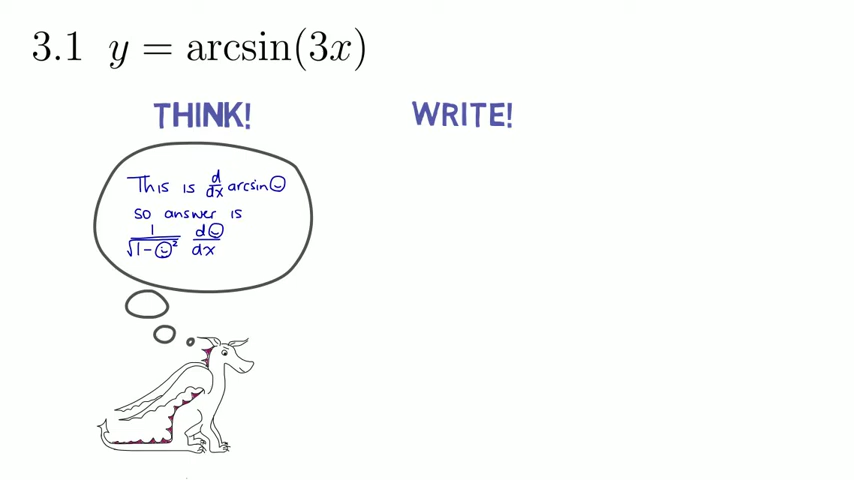 3.1 y = arcsin(3x)
THINK!
WRITE!
This is d/dx arcsin☺
so answer is
1/√(1-☺²) d☺/dx